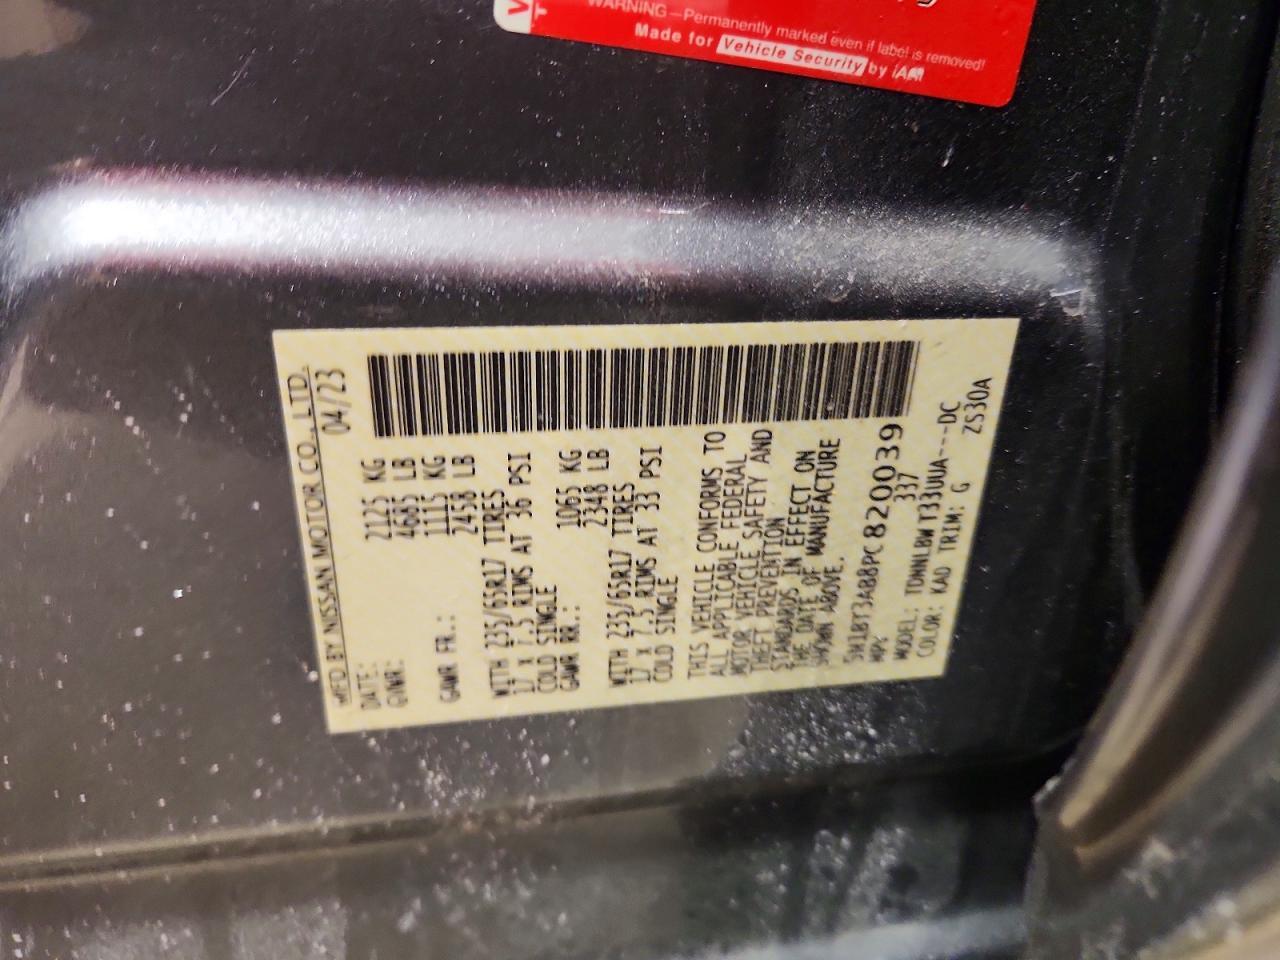 WARNING – Permanently marked even if label is removed!
Made for Vehicle Security by
MFD BY NISSAN MOTOR CO., LTD.
DATE: 04/23
GVWR: 2125 KG
4685 LB
GAWR FR.: 1115 KG
2458 LB
WITH 235/65R17 TIRES
17 x 7.5 RIMS AT 36 PSI
COLD SINGLE
GAWR RR.: 1065 KG
2348 LB
WITH 235/65R17 TIRES
17 x 7.5 RIMS AT 33 PSI
COLD SINGLE
THIS VEHICLE CONFORMS TO
ALL APPLICABLE FEDERAL
MOTOR VEHICLE SAFETY AND
THEFT PREVENTION
STANDARDS IN EFFECT ON
THE DATE OF MANUFACTURE
SHOWN ABOVE.
5N1BT3AB8PC820039
MPV 337
MODEL: TDNNLBWT33UUA---DC
COLOR: KAD TRIM: G ZS30A